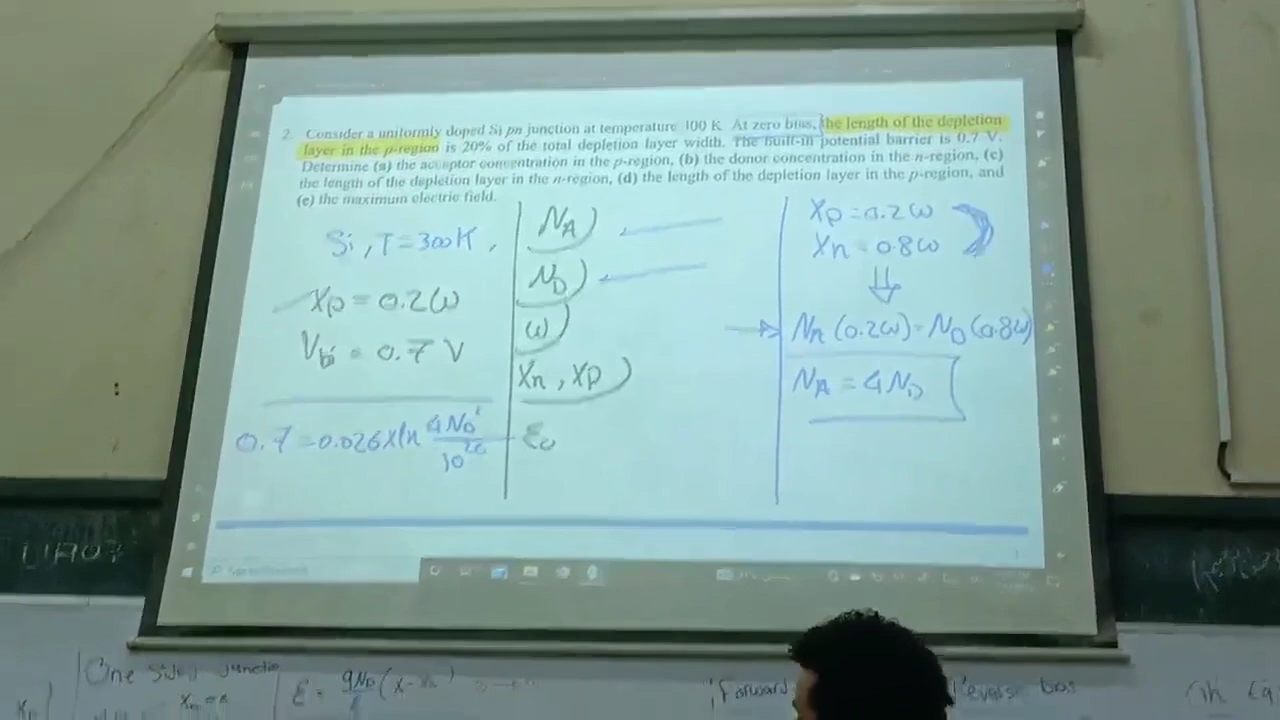 2. Consider a uniformly doped Si pn junction at temperature 300 K. At zero bias, the length of the depletion
layer in the p-region is 20% of the total depletion layer width. The built-in potential barrier is 0.7 V.
Determine (a) the acceptor concentration in the p-region, (b) the donor concentration in the n-region, (c)
the length of the depletion layer in the n-region, (d) the length of the depletion layer in the p-region, and
(e) the maximum electric field.
Si, T=300K,
Xp = 0.2ω
Vbi = 0.7 V
0.7 = 0.026 x ln 4ND²/10²⁰
NA)
ND)
ω)
Xn, Xp)
Ɛo
Xp = 0.2ω
Xn = 0.8ω
⇓
NA (0.2ω) = ND (0.8ω)
NA = 4ND
One sided junctio
Ɛ = qND/Ɛ (x-
Forward
bias